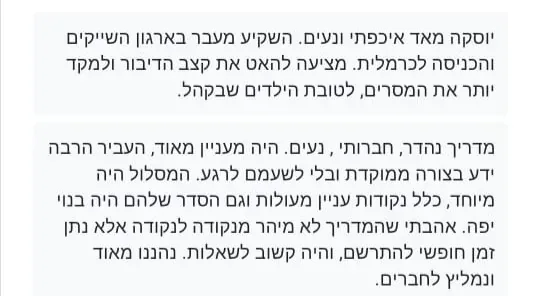 יוסקה מאד איכפתי ונעים. השקיע מעבר בארגון השייקים
והכניסה לכרמלית. מציעה להאט את קצב הדיבור ולמקד
יותר את המסרים, לטובת הילדים שבקהל.
מדריך נהדר, חברותי , נעים. היה מעניין מאוד, העביר הרבה
ידע בצורה ממוקדת ובלי לשעמם לרגע. המסלול היה
מיוחד, כלל נקודות עניין מעולות וגם הסדר שלהם היה בנוי
יפה. אהבתי שהמדריך לא מיהר מנקודה לנקודה אלא נתן
זמן חופשי להתרשם, והיה קשוב לשאלות. נהננו מאוד
ונמליץ לחברים.